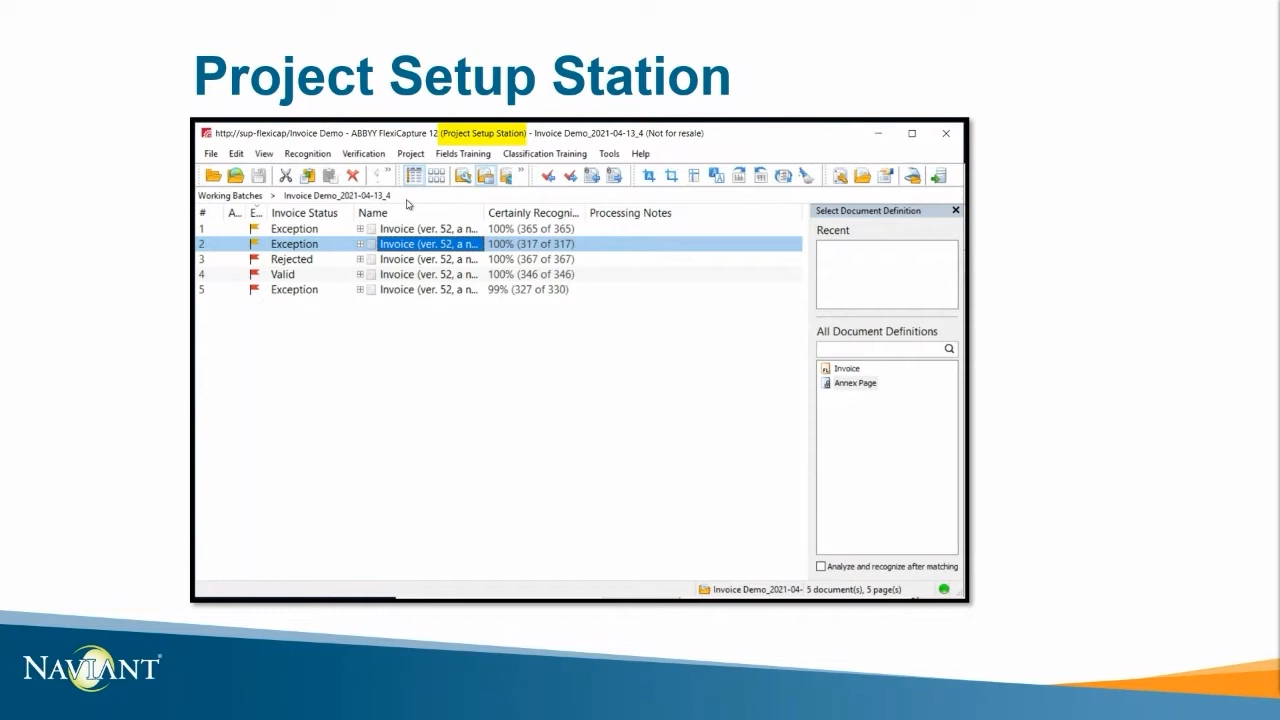 Project Setup Station
http://sup-flexicap/Invoice Demo - ABBYY FlexiCapture 12 (Project Setup Station) - Invoice Demo_2021-04-13_4 (Not for resale)
File Edit View Recognition Verification Project Fields Training Classification Training Tools Help
Working Batches > Invoice Demo_2021-04-13_4
# A... E... Invoice Status Name Certainly Recogni... Processing Notes
1 Exception Invoice (ver. 52, a n... 100% (365 of 365)
2 Exception Invoice (ver. 52, a n... 100% (317 of 317)
3 Rejected Invoice (ver. 52, a n... 100% (367 of 367)
4 Valid Invoice (ver. 52, a n... 100% (346 of 346)
5 Exception Invoice (ver. 52, a n... 99% (327 of 330)
Select Document Definition
Recent
All Document Definitions
Invoice
Annex Page
Analyze and recognize after matching
Invoice Demo_2021-04- 5 document(s), 5 page(s)
NAVIANT